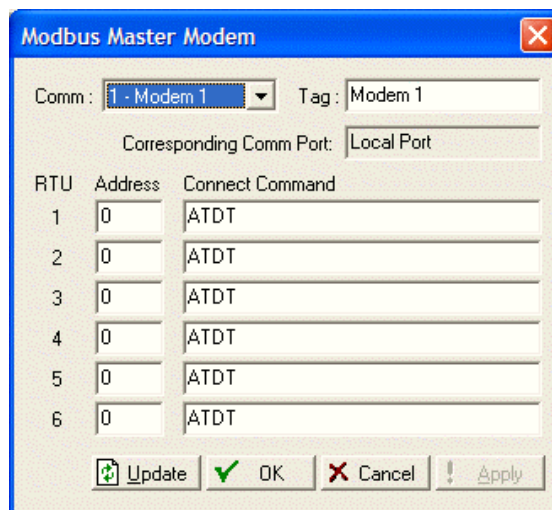 Modbus Master Modem
Comm : 1 - Modem 1 Tag : Modem 1
Corresponding Comm Port: Local Port
RTU Address Connect Command
1 0 ATDT
2 0 ATDT
3 0 ATDT
4 0 ATDT
5 0 ATDT
6 0 ATDT
Update OK Cancel ! Apply